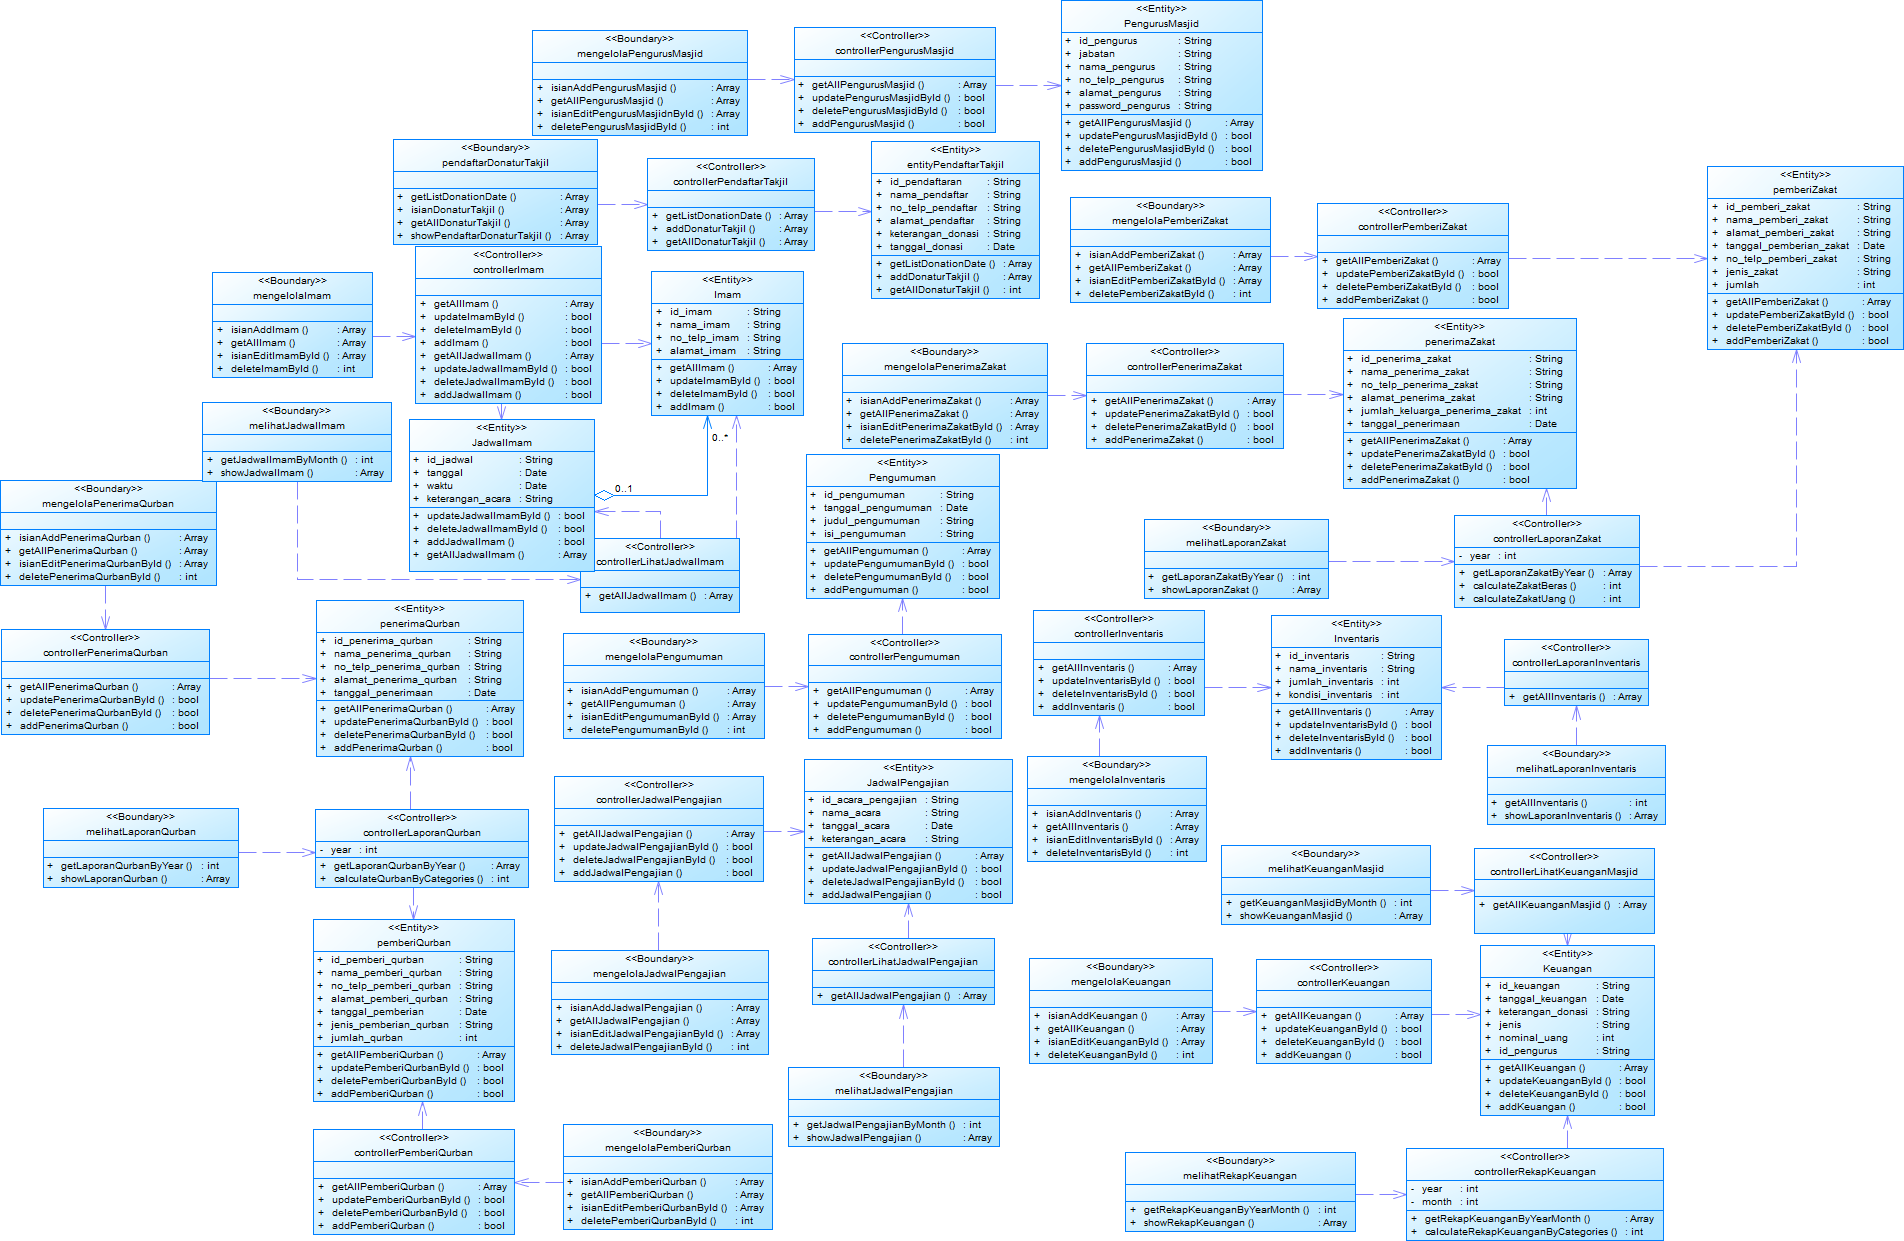 <<Boundary>>
mengelolaPengurusMasjid
+ isianAddPengurusMasjid () : Array
+ getAllPengurusMasjid () : Array
+ isianEditPengurusMasjidnById () : Array
+ deletePengurusMasjidById () : int
<<Controller>>
controllerPengurusMasjid
+ getAllPengurusMasjid () : Array
+ updatePengurusMasjidById () : bool
+ deletePengurusMasjidById () : bool
+ addPengurusMasjid () : bool
<<Entity>>
PengurusMasjid
+ id_pengurus : String
+ jabatan : String
+ nama_pengurus : String
+ no_telp_pengurus : String
+ alamat_pengurus : String
+ password_pengurus : String
+ getAllPengurusMasjid () : Array
+ updatePengurusMasjidById () : bool
+ deletePengurusMasjidById () : bool
+ addPengurusMasjid () : bool
<<Boundary>>
pendaftarDonaturTakjil
+ getListDonationDate () : Array
+ isianDonaturTakjil () : Array
+ getAllDonaturTakjil () : Array
+ showPendaftarDonaturTakjil () : Array
<<Controller>>
controllerPendaftarTakjil
+ getListDonationDate () : Array
+ addDonaturTakjil () : Array
+ getAllDonaturTakjil () : Array
<<Entity>>
entityPendaftarTakjil
+ id_pendaftaran : String
+ nama_pendaftar : String
+ no_telp_pendaftar : String
+ alamat_pendaftar : String
+ keterangan_donasi : String
+ tanggal_donasi : Date
+ getListDonationDate () : Array
+ addDonaturTakjil () : Array
+ getAllDonaturTakjil () : int
<<Boundary>>
mengelolaPemberiZakat
+ isianAddPemberiZakat () : Array
+ getAllPemberiZakat () : Array
+ isianEditPemberiZakatById () : Array
+ deletePemberiZakatById () : int
<<Controller>>
controllerPemberiZakat
+ getAllPemberiZakat () : Array
+ updatePemberiZakatById () : bool
+ deletePemberiZakatById () : bool
+ addPemberiZakat () : bool
<<Entity>>
pemberiZakat
+ id_pemberi_zakat : String
+ nama_pemberi_zakat : String
+ alamat_pemberi_zakat : String
+ tanggal_pemberian_zakat : Date
+ no_telp_pemberi_zakat : String
+ jenis_zakat : String
+ jumlah : int
+ getAllPemberiZakat () : Array
+ updatePemberiZakatById () : bool
+ deletePemberiZakatById () : bool
+ addPemberiZakat () : bool
<<Boundary>>
mengelolaImam
+ isianAddImam () : Array
+ getAllImam () : Array
+ isianEditImamById () : Array
+ deleteImamById () : int
<<Controller>>
controllerImam
+ getAllImam () : Array
+ updateImamById () : bool
+ deleteImamById () : bool
+ addImam () : bool
+ getAllJadwalImam () : Array
+ updateJadwalImamById () : bool
+ deleteJadwalImamById () : bool
+ addJadwalImam () : bool
<<Entity>>
Imam
+ id_imam : String
+ nama_imam : String
+ no_telp_imam : String
+ alamat_imam : String
+ getAllImam () : Array
+ updateImamById () : bool
+ deleteImamById () : bool
+ addImam () : bool
<<Boundary>>
mengelolaPenerimaZakat
+ isianAddPenerimaZakat () : Array
+ getAllPenerimaZakat () : Array
+ isianEditPenerimaZakatById () : Array
+ deletePenerimaZakatById () : int
<<Controller>>
controllerPenerimaZakat
+ getAllPenerimaZakat () : Array
+ updatePenerimaZakatById () : bool
+ deletePenerimaZakatById () : bool
+ addPenerimaZakat () : bool
<<Entity>>
penerimaZakat
+ id_penerima_zakat : String
+ nama_penerima_zakat : String
+ no_telp_penerima_zakat : String
+ alamat_penerima_zakat : String
+ jumlah_keluarga_penerima_zakat : int
+ tanggal_penerimaan : Date
+ getAllPenerimaZakat () : Array
+ updatePenerimaZakatById () : bool
+ deletePenerimaZakatById () : bool
+ addPenerimaZakat () : bool
<<Boundary>>
melihatJadwalImam
+ getJadwalImamByMonth () : int
+ showJadwalImam () : Array
<<Entity>>
JadwalImam
+ id_jadwal : String
+ tanggal : Date
+ waktu : Date
+ keterangan_acara : String
+ updateJadwalImamById () : bool
+ deleteJadwalImamById () : bool
+ addJadwalImam () : bool
+ getAllJadwalImam () : Array
0..1
0..*
<<Controller>>
controllerLihatJadwalImam
+ getAllJadwalImam () : Array
<<Boundary>>
mengelolaPenerimaQurban
+ isianAddPenerimaQurban () : Array
+ getAllPenerimaQurban () : Array
+ isianEditPenerimaQurbanById () : Array
+ deletePenerimaQurbanById () : int
<<Entity>>
Pengumuman
+ id_pengumuman : String
+ tanggal_pengumuman : Date
+ judul_pengumuman : String
+ isi_pengumuman : String
+ getAllPengumuman () : Array
+ updatePengumumanById () : bool
+ deletePengumumanById () : bool
+ addPengumuman () : bool
<<Boundary>>
melihatLaporanZakat
+ getLaporanZakatByYear () : int
+ showLaporanZakat () : Array
<<Controller>>
controllerLaporanZakat
- year : int
+ getLaporanZakatByYear () : Array
+ calculateZakatBeras () : int
+ calculateZakatUang () : int
<<Controller>>
controllerPenerimaQurban
+ getAllPenerimaQurban () : Array
+ updatePenerimaQurbanById () : bool
+ deletePenerimaQurbanById () : bool
+ addPenerimaQurban () : bool
<<Entity>>
penerimaQurban
+ id_penerima_qurban : String
+ nama_penerima_qurban : String
+ no_telp_penerima_qurban : String
+ alamat_penerima_qurban : String
+ tanggal_penerimaan : Date
+ getAllPenerimaQurban () : Array
+ updatePenerimaQurbanById () : bool
+ deletePenerimaQurbanById () : bool
+ addPenerimaQurban () : bool
<<Boundary>>
mengelolaPengumuman
+ isianAddPengumuman () : Array
+ getAllPengumuman () : Array
+ isianEditPengumumanById () : Array
+ deletePengumumanById () : int
<<Controller>>
controllerPengumuman
+ getAllPengumuman () : Array
+ updatePengumumanById () : bool
+ deletePengumumanById () : bool
+ addPengumuman () : bool
<<Controller>>
controllerInventaris
+ getAllInventaris () : Array
+ updateInventarisById () : bool
+ deleteInventarisById () : bool
+ addInventaris () : bool
<<Entity>>
Inventaris
+ id_inventaris : String
+ nama_inventaris : String
+ jumlah_inventaris : int
+ kondisi_inventaris : int
+ getAllInventaris () : Array
+ updateInventarisById () : bool
+ deleteInventarisById () : bool
+ addInventaris () : bool
<<Controller>>
controllerLaporanInventaris
+ getAllInventaris () : Array
<<Boundary>>
melihatLaporanInventaris
+ getAllInventaris () : int
+ showLaporanInventaris () : Array
<<Boundary>>
mengelolaInventaris
+ isianAddInventaris () : Array
+ getAllInventaris () : Array
+ isianEditInventarisById () : Array
+ deleteInventarisById () : int
<<Boundary>>
melihatLaporanQurban
+ getLaporanQurbanByYear () : int
+ showLaporanQurban () : Array
<<Controller>>
controllerLaporanQurban
- year : int
+ getLaporanQurbanByYear () : Array
+ calculateQurbanByCategories () : int
<<Controller>>
controllerJadwalPengajian
+ getAllJadwalPengajian () : Array
+ updateJadwalPengajianById () : bool
+ deleteJadwalPengajianById () : bool
+ addJadwalPengajian () : bool
<<Entity>>
JadwalPengajian
+ id_acara_pengajian : String
+ nama_acara : String
+ tanggal_acara : Date
+ keterangan_acara : String
+ getAllJadwalPengajian () : Array
+ updateJadwalPengajianById () : bool
+ deleteJadwalPengajianById () : bool
+ addJadwalPengajian () : bool
<<Boundary>>
melihatKeuanganMasjid
+ getKeuanganMasjidByMonth () : int
+ showKeuanganMasjid () : Array
<<Controller>>
controllerLihatKeuanganMasjid
+ getAllKeuanganMasjid () : Array
<<Entity>>
pemberiQurban
+ id_pemberi_qurban : String
+ nama_pemberi_qurban : String
+ no_telp_pemberi_qurban : String
+ alamat_pemberi_qurban : String
+ tanggal_pemberian : Date
+ jenis_pemberian_qurban : String
+ jumlah_qurban : int
+ getAllPemberiQurban () : Array
+ updatePemberiQurbanById () : bool
+ deletePemberiQurbanById () : bool
+ addPemberiQurban () : bool
<<Boundary>>
mengelolaJadwalPengajian
+ isianAddJadwalPengajian () : Array
+ getAllJadwalPengajian () : Array
+ isianEditJadwalPengajianById () : Array
+ deleteJadwalPengajianById () : int
<<Controller>>
controllerLihatJadwalPengajian
+ getAllJadwalPengajian () : Array
<<Boundary>>
mengelolaKeuangan
+ isianAddKeuangan () : Array
+ getAllKeuangan () : Array
+ isianEditKeuanganById () : Array
+ deleteKeuanganById () : int
<<Controller>>
controllerKeuangan
+ getAllKeuangan () : Array
+ updateKeuanganById () : bool
+ deleteKeuanganById () : bool
+ addKeuangan () : bool
<<Entity>>
Keuangan
+ id_keuangan : String
+ tanggal_keuangan : Date
+ keterangan_donasi : String
+ jenis : String
+ nominal_uang : int
+ id_pengurus : String
+ getAllKeuangan () : Array
+ updateKeuanganById () : bool
+ deleteKeuanganById () : bool
+ addKeuangan () : bool
<<Boundary>>
melihatJadwalPengajian
+ getJadwalPengajianByMonth () : int
+ showJadwalPengajian () : Array
<<Controller>>
controllerPemberiQurban
+ getAllPemberiQurban () : Array
+ updatePemberiQurbanById () : bool
+ deletePemberiQurbanById () : bool
+ addPemberiQurban () : bool
<<Boundary>>
mengelolaPemberiQurban
+ isianAddPemberiQurban () : Array
+ getAllPemberiQurban () : Array
+ isianEditPemberiQurbanById () : Array
+ deletePemberiQurbanById () : int
<<Boundary>>
melihatRekapKeuangan
+ getRekapKeuanganByYearMonth () : int
+ showRekapKeuangan () : Array
<<Controller>>
controllerRekapKeuangan
- year : int
- month : int
+ getRekapKeuanganByYearMonth () : Array
+ calculateRekapKeuanganByCategories () : int